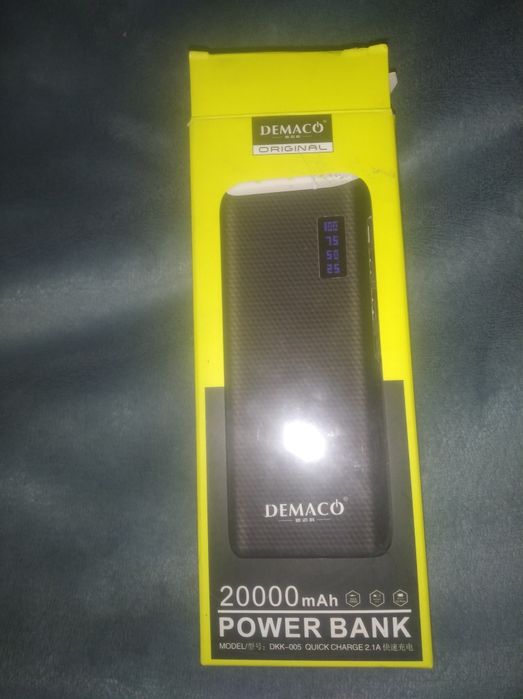 DEMACO®
ORIGINAL
100
75
50
25
DEMACO
20000mAh
POWER BANK
MODEL/型号: DKK-005 QUICK CHARGE 2.1A 快速充电